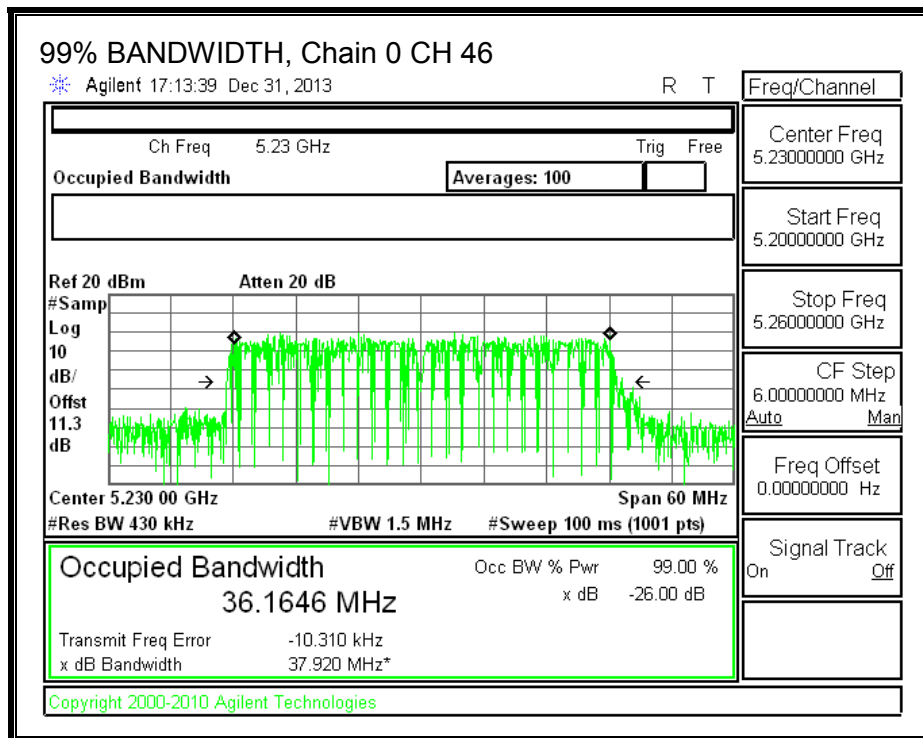 99% BANDWIDTH, Chain 0 CH 46
Agilent 17:13:39 Dec 31, 2013 R T
Freq/Channel
Ch Freq 5.23 GHz Trig Free
Occupied Bandwidth Averages: 100
Center Freq
5.23000000 GHz
Start Freq
5.20000000 GHz
Stop Freq
5.26000000 GHz
CF Step
6.00000000 MHz
Auto Man
Freq Offset
0.00000000 Hz
Signal Track
On Off
Ref 20 dBm Atten 20 dB
#Samp
Log
10
dB/
Offst
11.3
dB
Center 5.230 00 GHz Span 60 MHz
#Res BW 430 kHz #VBW 1.5 MHz #Sweep 100 ms (1001 pts)
Occupied Bandwidth Occ BW % Pwr 99.00 %
36.1646 MHz x dB -26.00 dB
Transmit Freq Error -10.310 kHz
x dB Bandwidth 37.920 MHz*
Copyright 2000-2010 Agilent Technologies